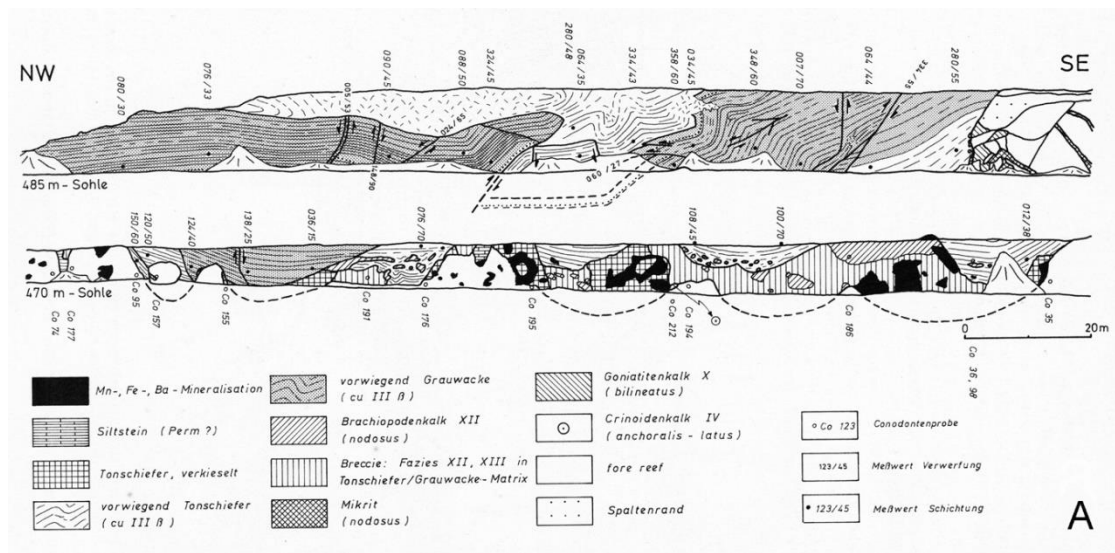 NW
SE
080/30
076/33
005/53
148/90
090/45
020/65
088/50
324/45
280/48
064/35
334/43
358/60
034/45
060/27
348/60
007/70
064/44
280/55
334/55
485 m - Sohle
150/60
120/50
124/40
138/25
036/15
076/70
108/45
100/70
012/38
470 m - Sohle
Co 74
Co 177
Co 95
Co 157
Co 155
Co 191
Co 176
Co 195
Co 212
Co 194
Co 186
Co 36, 98
Co 35
0 20m
Mn-, Fe-, Ba - Mineralisation
Siltstein (Perm ?)
Tonschiefer, verkieselt
vorwiegend Tonschiefer
(cu III ß)
vorwiegend Grauwacke
(cu III ß)
Brachiopodenkalk XII
(nodosus)
Breccie: Fazies XII, XIII in
Tonschiefer/Grauwacke-Matrix
Mikrit
(nodosus)
Goniatitenkalk X
(bilineatus)
Crinoidenkalk IV
(anchoralis - latus)
fore reef
Spaltenrand
Co 123 Conodontenprobe
123/45 Meßwert Verwerfung
123/45 Meßwert Schichtung
A